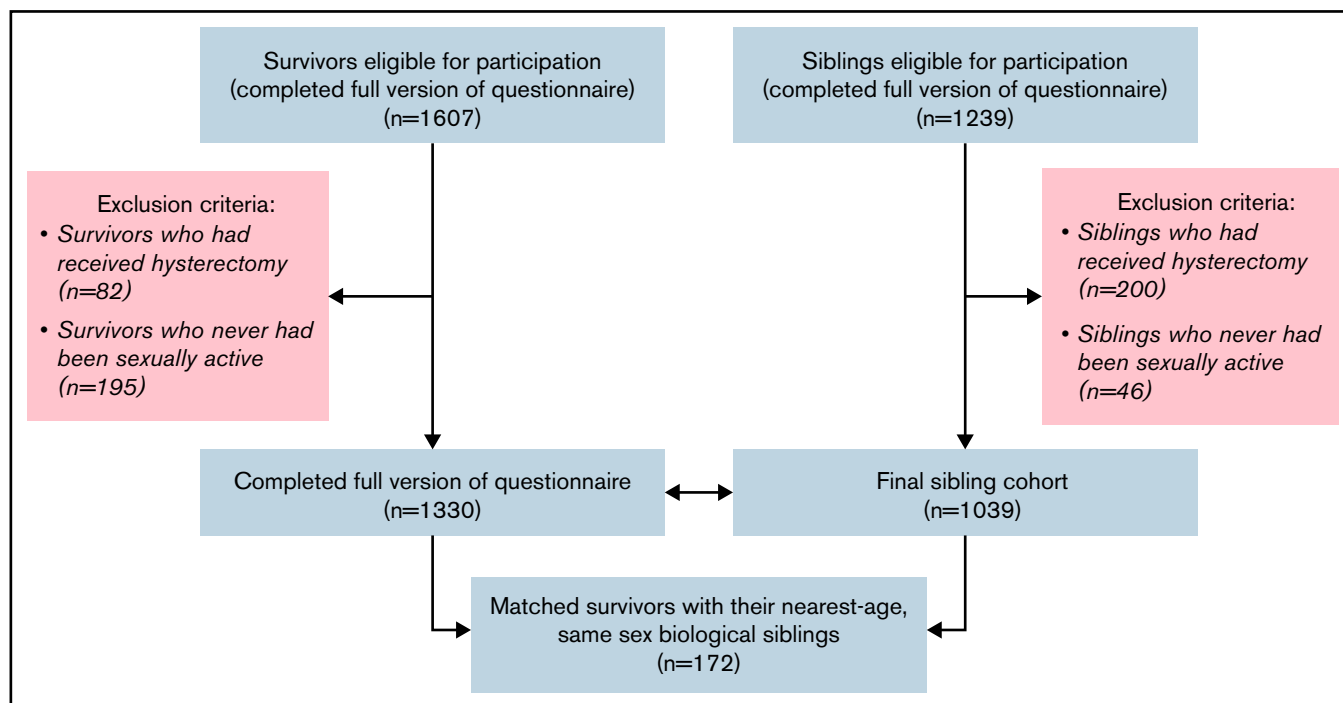 Survivors eligible for participation
(completed full version of questionnaire)
(n=1607)
Siblings eligible for participation
(completed full version of questionnaire)
(n=1239)
Exclusion criteria:
• Survivors who had
received hysterectomy
(n=82)
• Survivors who never had
been sexually active
(n=195)
Exclusion criteria:
• Siblings who had
received hysterectomy
(n=200)
• Siblings who never had
been sexually active
(n=46)
Completed full version of questionnaire
(n=1330)
Final sibling cohort
(n=1039)
Matched survivors with their nearest-age,
same sex biological siblings
(n=172)